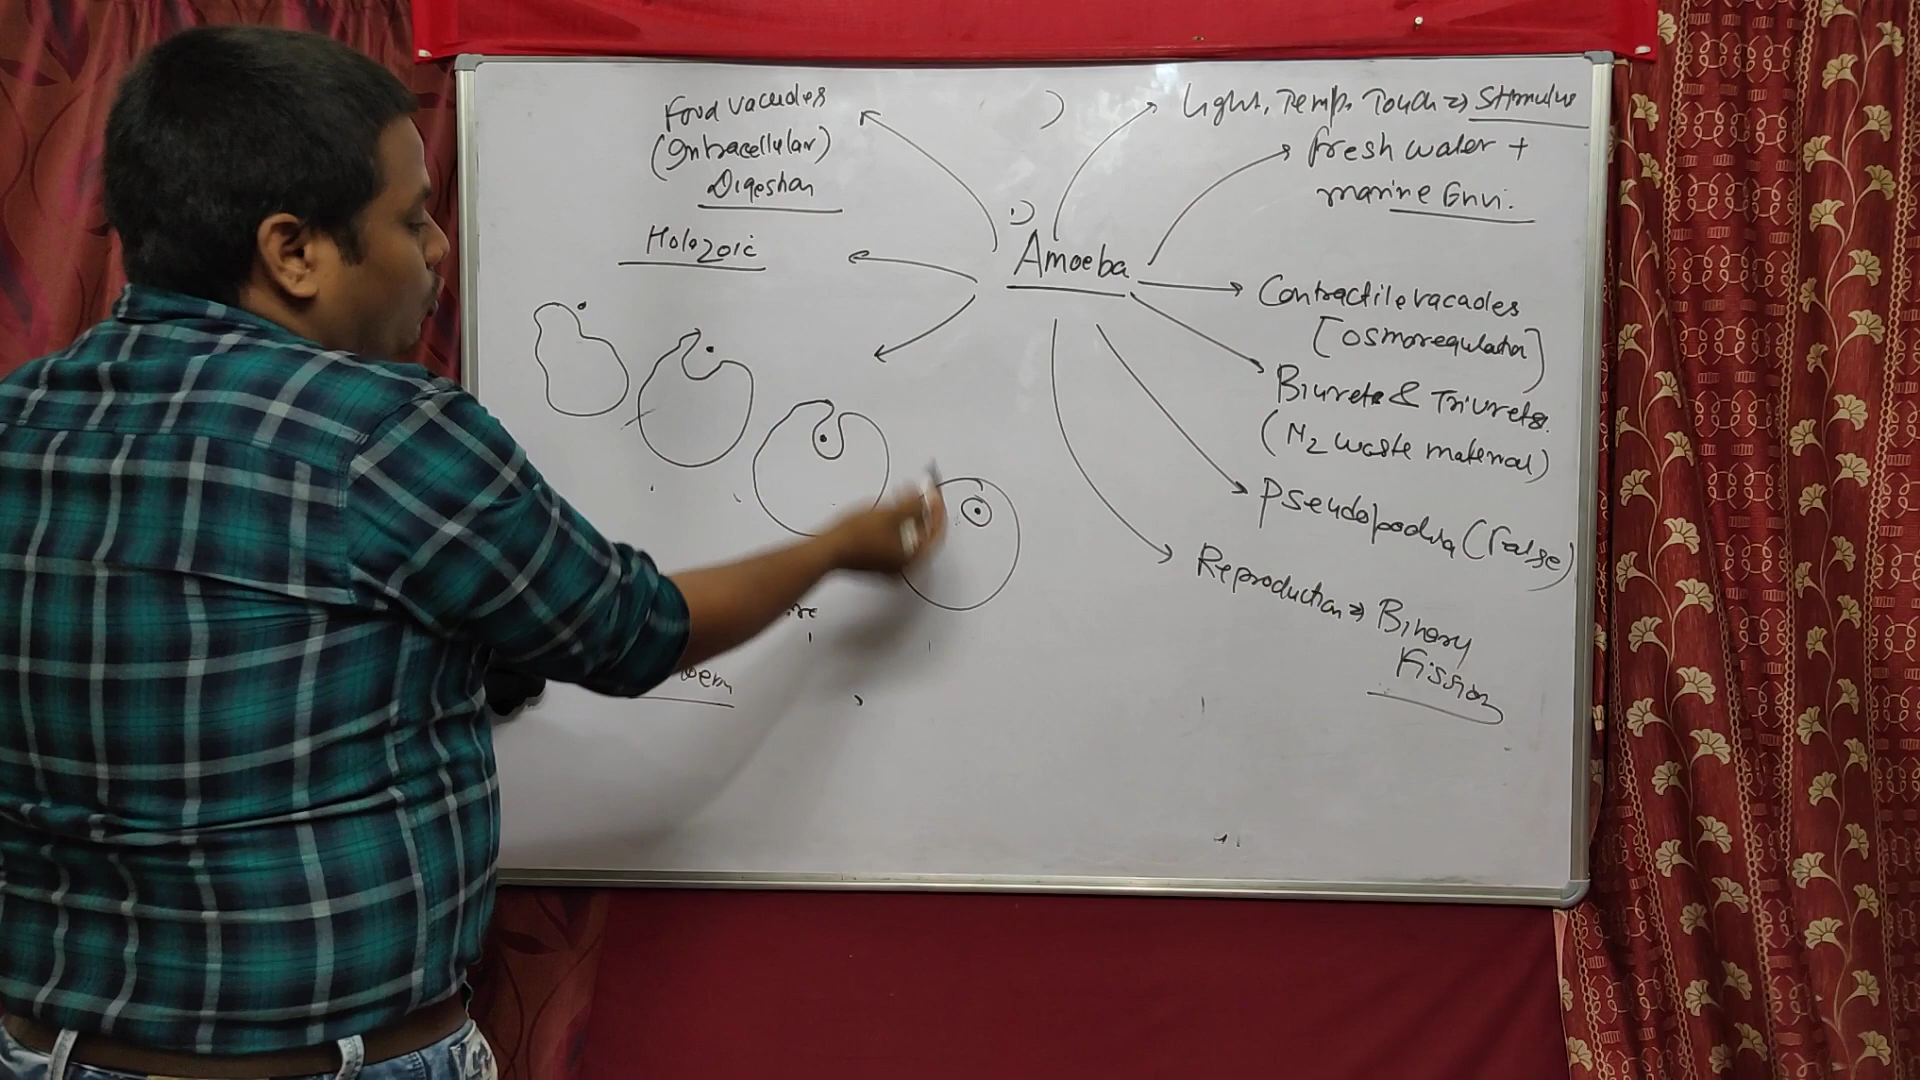 Food vacuoles
(Intracellular)
Digestion
Holozoic
Amoeba
Light, Temp, Touch ⇒ Stimulus
fresh water +
marine Envi.
Contractile vacuoles
[Osmoregulation]
Biurets & Triurets
(N2 waste material)
Pseudopodia (False)
Reproduction ⇒ Binary
Fission